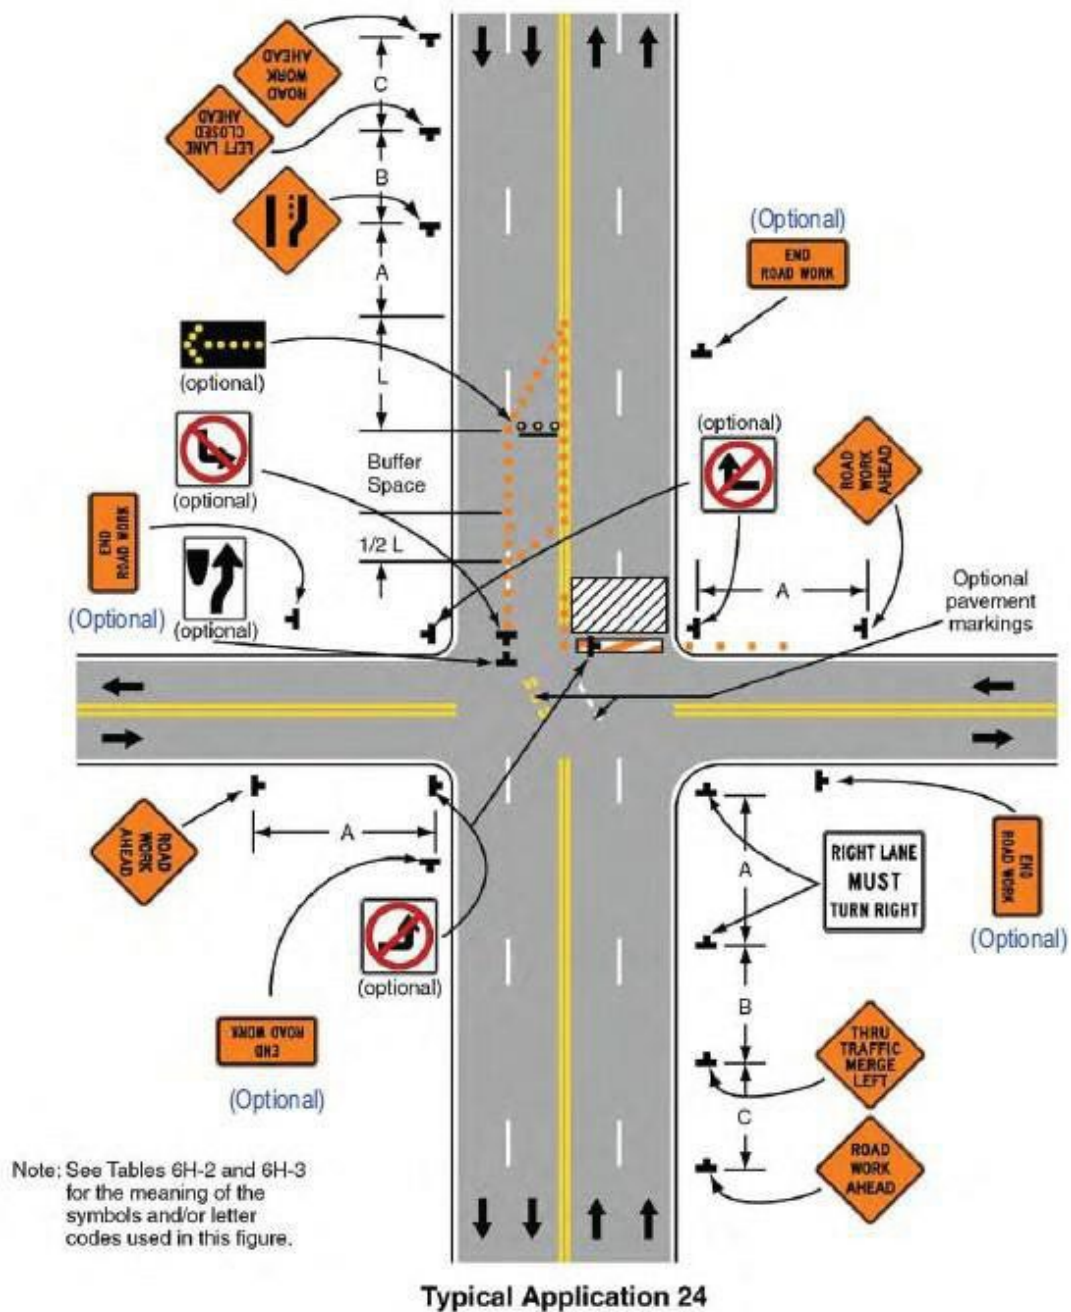 ROAD
WORK
AHEAD
C
LEFT LANE
CLOSED
AHEAD
B
A
(Optional)
END
ROAD WORK
L
(optional)
(optional)
ROAD
WORK
AHEAD
Buffer
Space
(optional)
END
ROAD WORK
1/2 L
A
Optional
pavement
markings
(Optional)
(optional)
ROAD
WORK
AHEAD
A
A
RIGHT LANE
MUST
TURN RIGHT
END
ROAD WORK
(Optional)
(optional)
B
END
ROAD WORK
THRU
TRAFFIC
MERGE
LEFT
(Optional)
C
ROAD
WORK
AHEAD
Note: See Tables 6H-2 and 6H-3
for the meaning of the
symbols and/or letter
codes used in this figure.
Typical Application 24